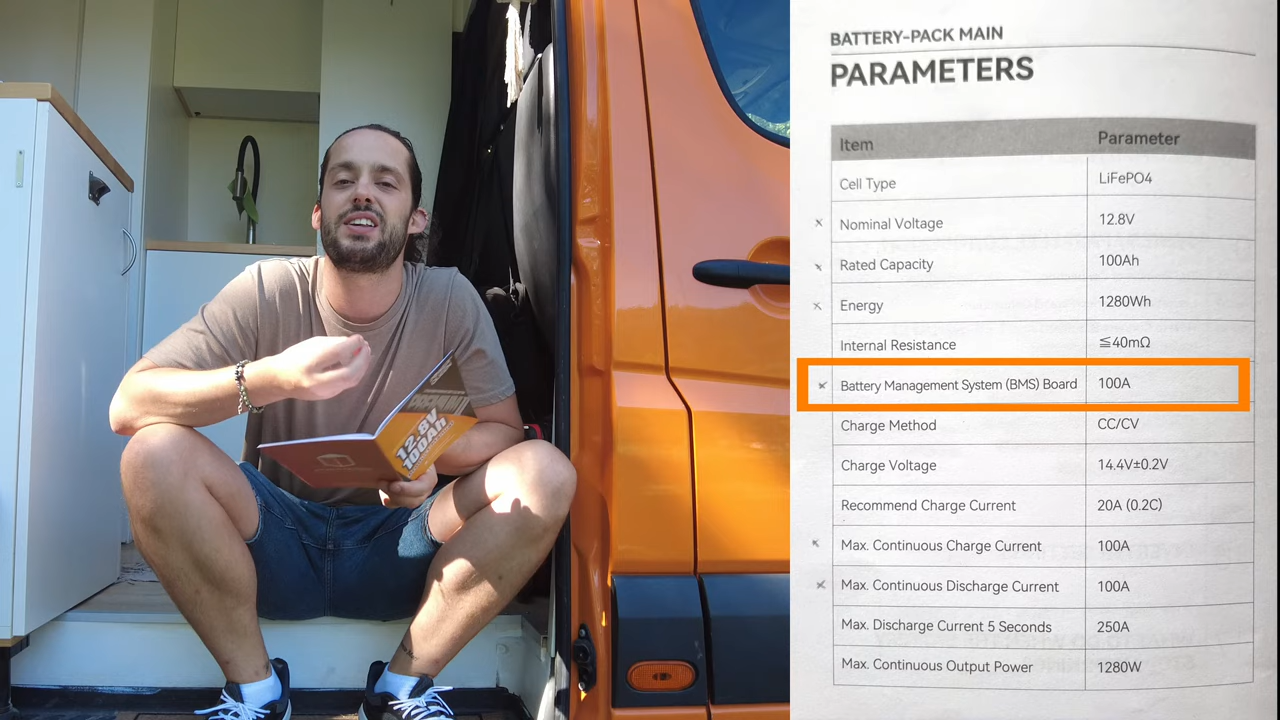 12.8V
100Ah
BATTERY-PACK MAIN
PARAMETERS
Item Parameter
Cell Type LiFePO4
Nominal Voltage 12.8V
Rated Capacity 100Ah
Energy 1280Wh
Internal Resistance ≦40mΩ
Battery Management System (BMS) Board 100A
Charge Method CC/CV
Charge Voltage 14.4V±0.2V
Recommend Charge Current 20A (0.2C)
Max. Continuous Charge Current 100A
Max. Continuous Discharge Current 100A
Max. Discharge Current 5 Seconds 250A
Max. Continuous Output Power 1280W